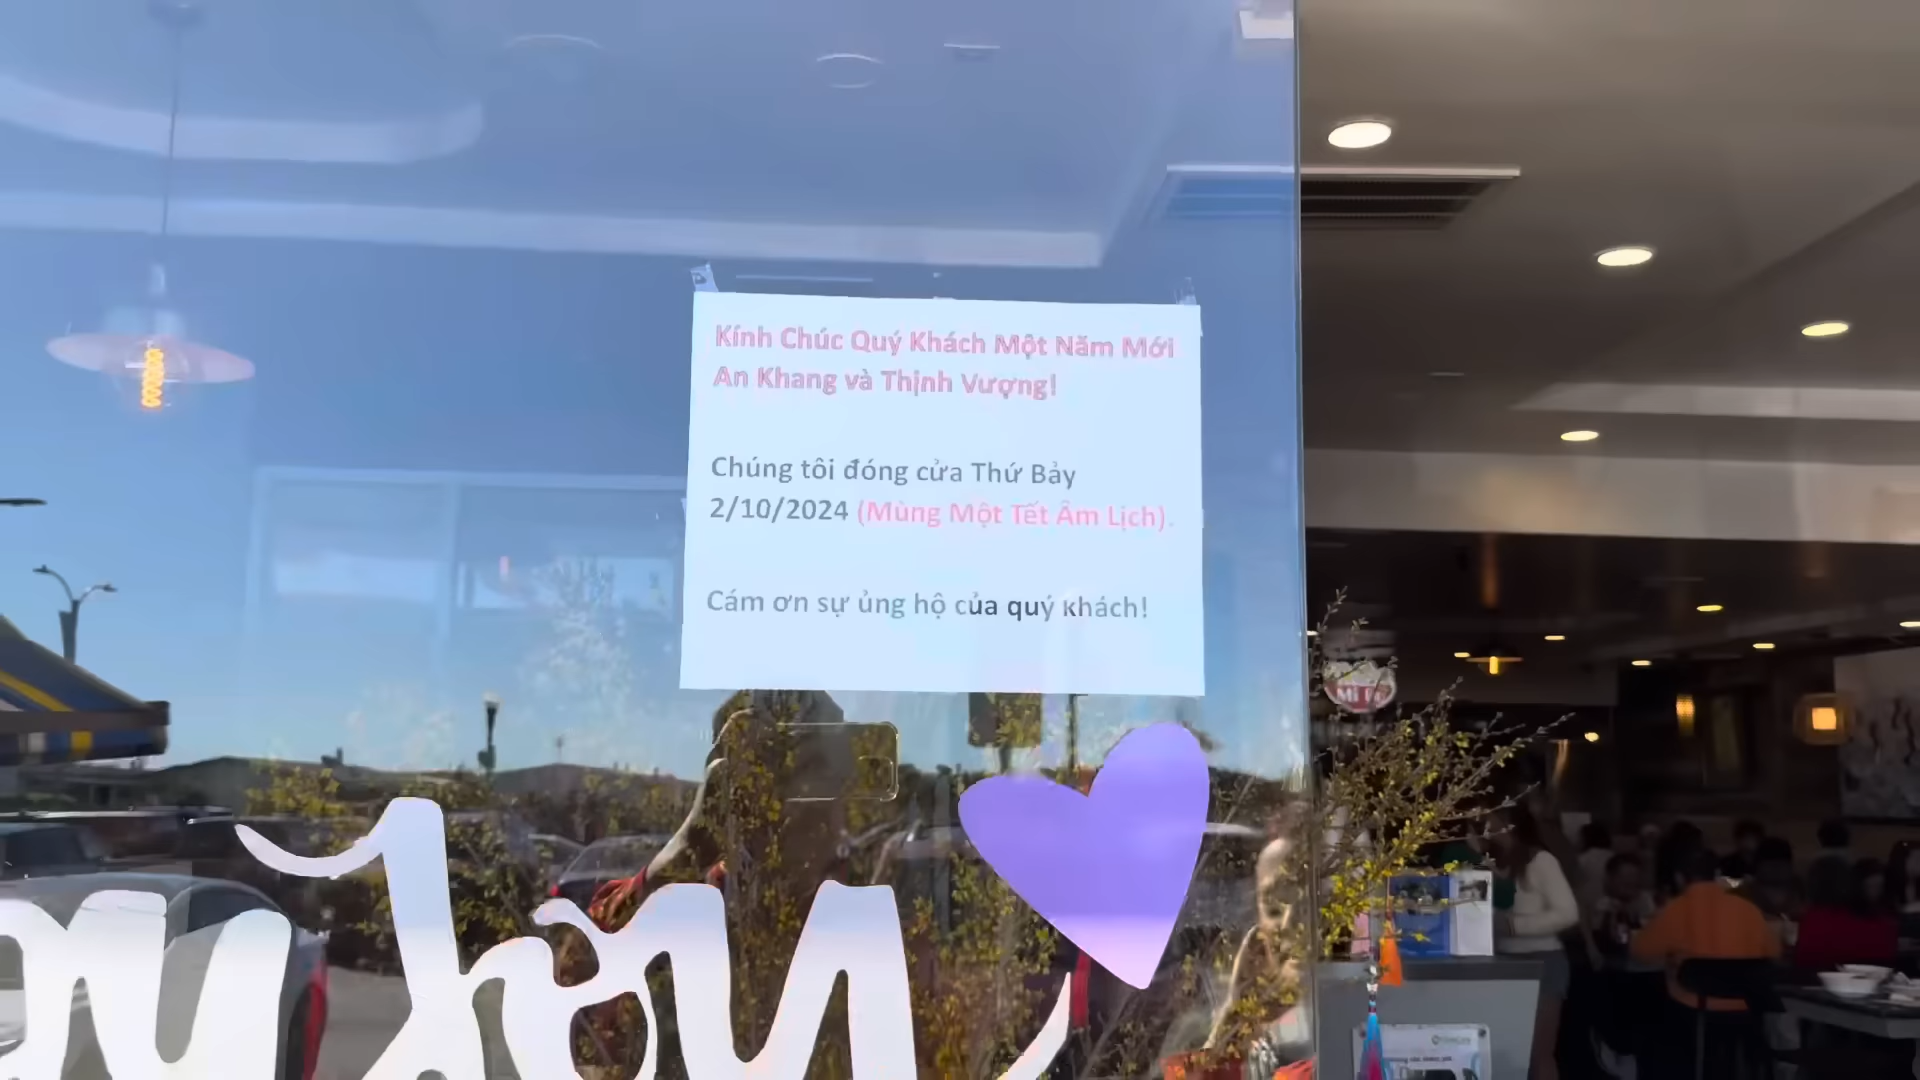 Kính Chúc Quý Khách Một Năm Mới
An Khang và Thịnh Vượng!
Chúng tôi đóng cửa Thứ Bảy
2/10/2024 (Mùng Một Tết Âm Lịch).
Cám ơn sự ủng hộ của quý khách!